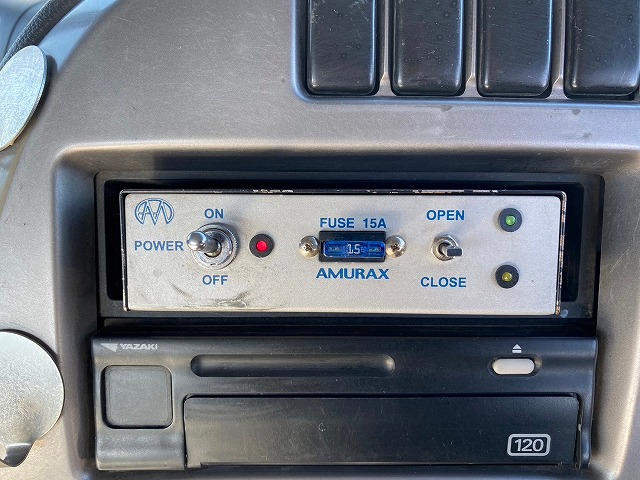 ON
POWER
OFF
FUSE 15A
15
AMURAX
OPEN
CLOSE
YAZAKI
120